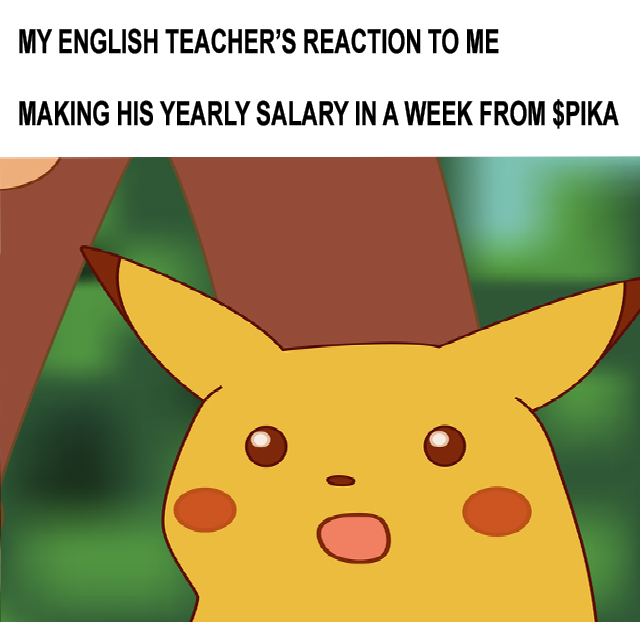 MY ENGLISH TEACHER’S REACTION TO ME
MAKING HIS YEARLY SALARY IN A WEEK FROM $PIKA